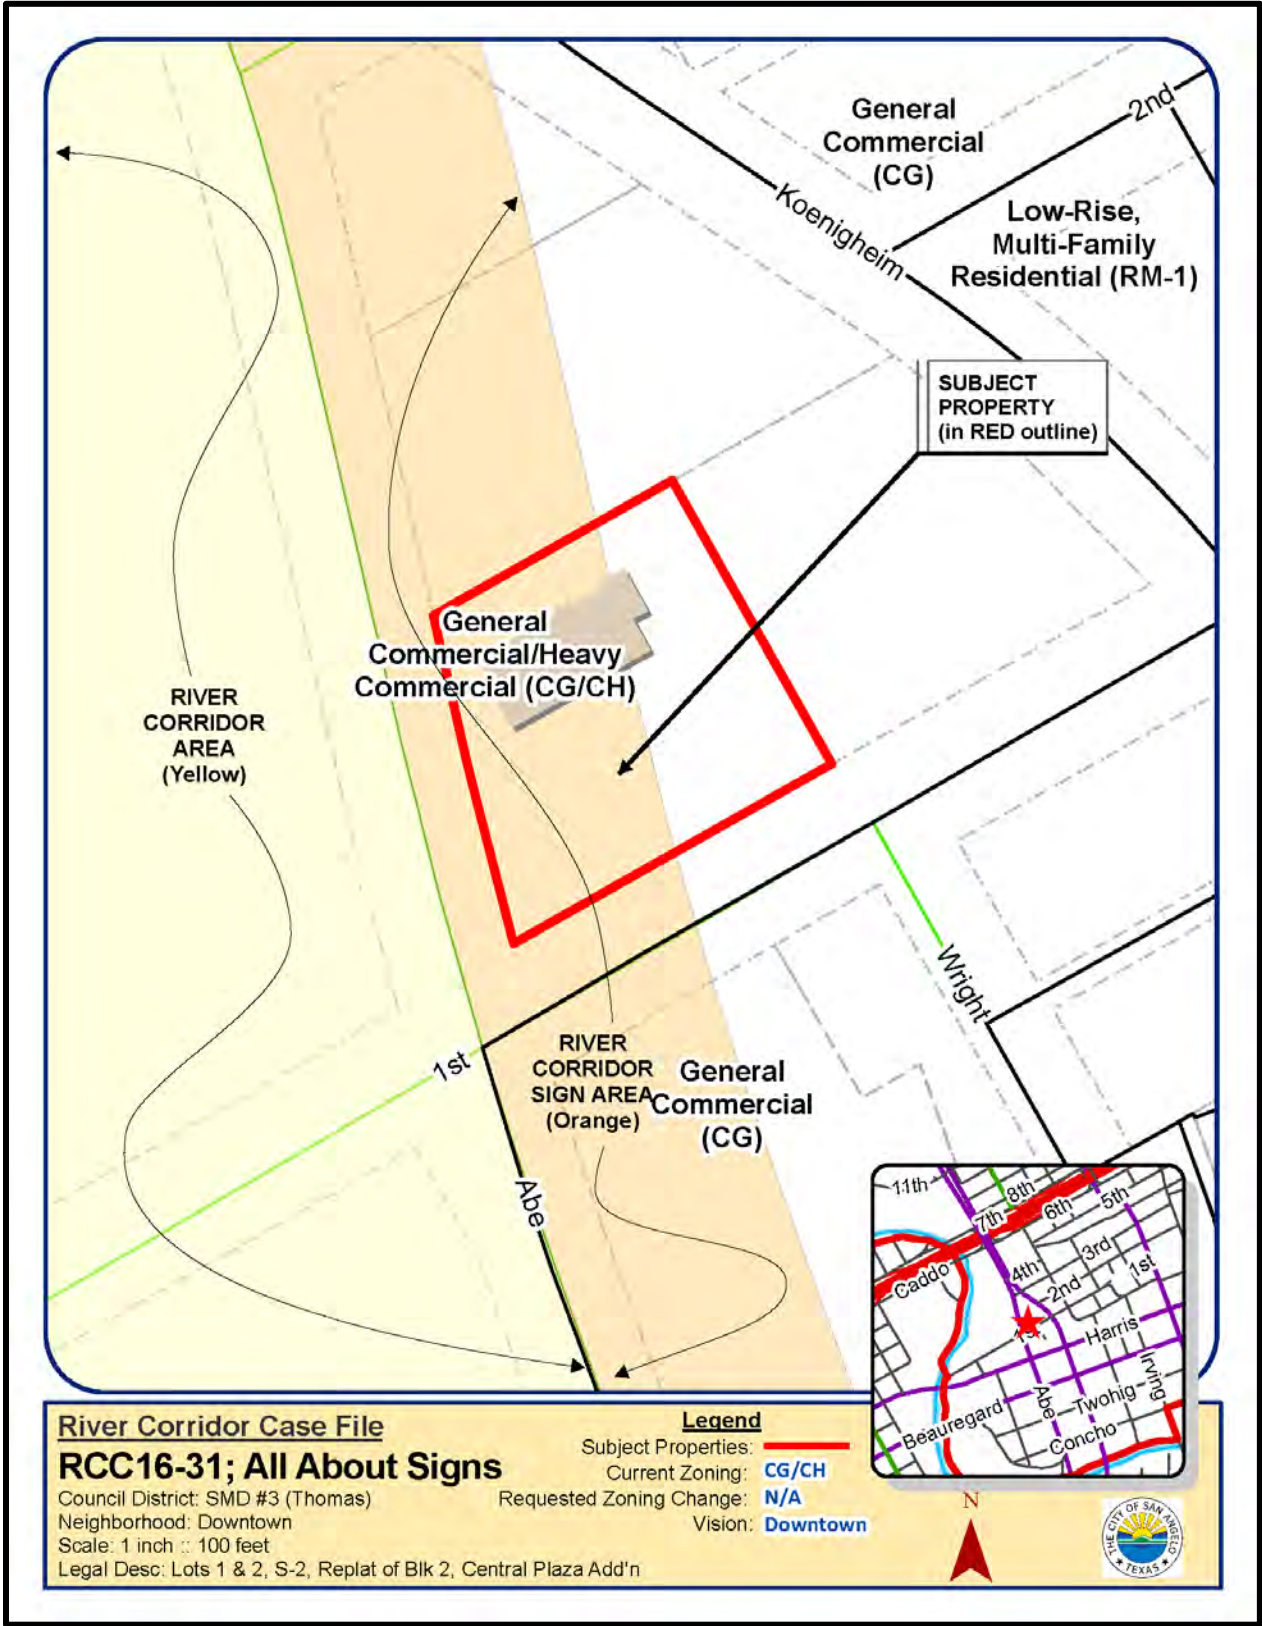 General
Commercial
(CG)
2nd
Koenigheim
Low-Rise,
Multi-Family
Residential (RM-1)
SUBJECT
PROPERTY
(in RED outline)
General
Commercial/Heavy
Commercial (CG/CH)
RIVER
CORRIDOR
AREA
(Yellow)
Wright
1st
RIVER
CORRIDOR
SIGN AREA
(Orange)
General
Commercial
(CG)
Abe
11th
8th
7th
6th
5th
Caddo
4th
3rd
2nd
1st
1st
Harris
Irving
Abe
Twohig
Beauregard
Concho
River Corridor Case File
RCC16-31; All About Signs
Council District: SMD #3 (Thomas)
Neighborhood: Downtown
Scale: 1 inch :: 100 feet
Legal Desc: Lots 1 & 2, S-2, Replat of Blk 2, Central Plaza Add'n
Legend
Subject Properties:
Current Zoning: CG/CH
Requested Zoning Change: N/A
Vision: Downtown
N
THE CITY OF SAN ANGELO
TEXAS